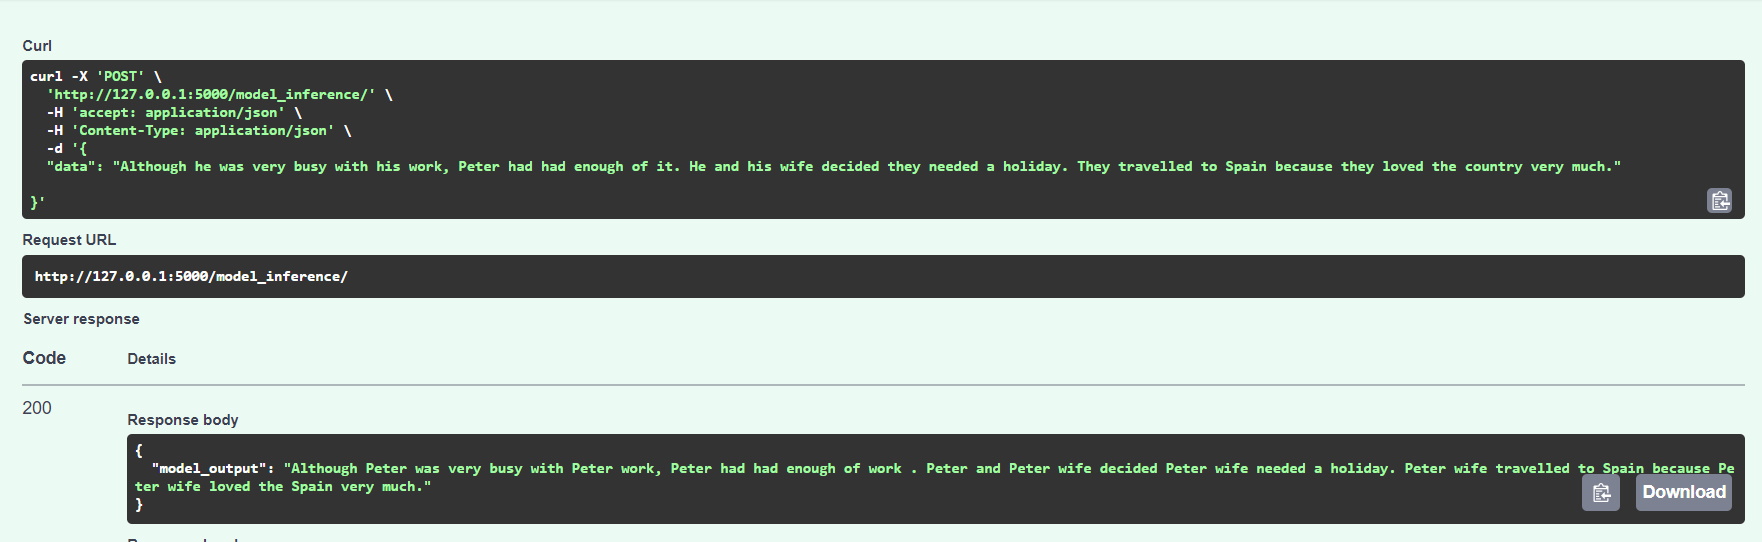 Curl
curl -X 'POST' \
  'http://127.0.0.1:5000/model_inference/' \
  -H 'accept: application/json' \
  -H 'Content-Type: application/json' \
  -d '{
  "data": "Although he was very busy with his work, Peter had had enough of it. He and his wife decided they needed a holiday. They travelled to Spain because they loved the country very much."
}'
Request URL
http://127.0.0.1:5000/model_inference/
Server response
Code Details
200
Response body
{
  "model_output": "Although Peter was very busy with Peter work, Peter had had enough of work . Peter and Peter wife decided Peter wife needed a holiday. Peter wife travelled to Spain because Pe
ter wife loved the Spain very much."
}
Download